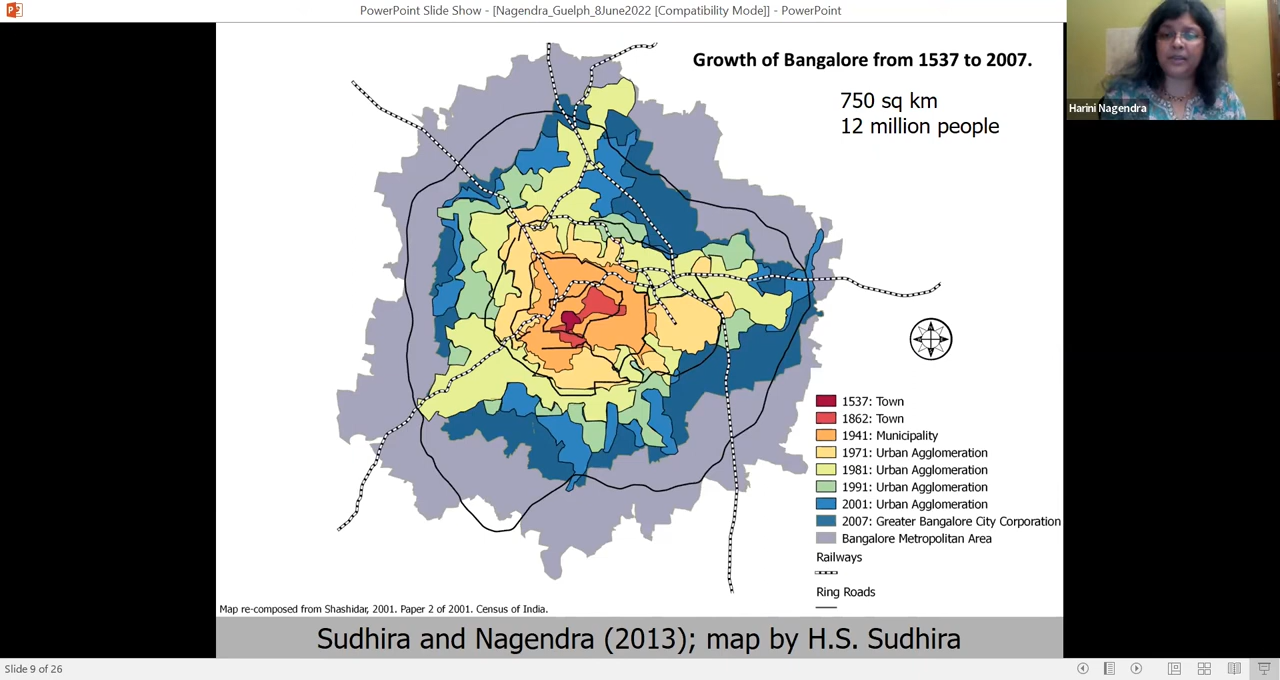 PowerPoint Slide Show - [Nagendra_Guelph_8June2022 [Compatibility Mode]] - PowerPoint
Harini Nagendra
Growth of Bangalore from 1537 to 2007.
750 sq km
12 million people
1537: Town
1862: Town
1941: Municipality
1971: Urban Agglomeration
1981: Urban Agglomeration
1991: Urban Agglomeration
2001: Urban Agglomeration
2007: Greater Bangalore City Corporation
Bangalore Metropolitan Area
Railways
Ring Roads
Map re-composed from Shashidar, 2001. Paper 2 of 2001. Census of India.
Sudhira and Nagendra (2013); map by H.S. Sudhira
Slide 9 of 26